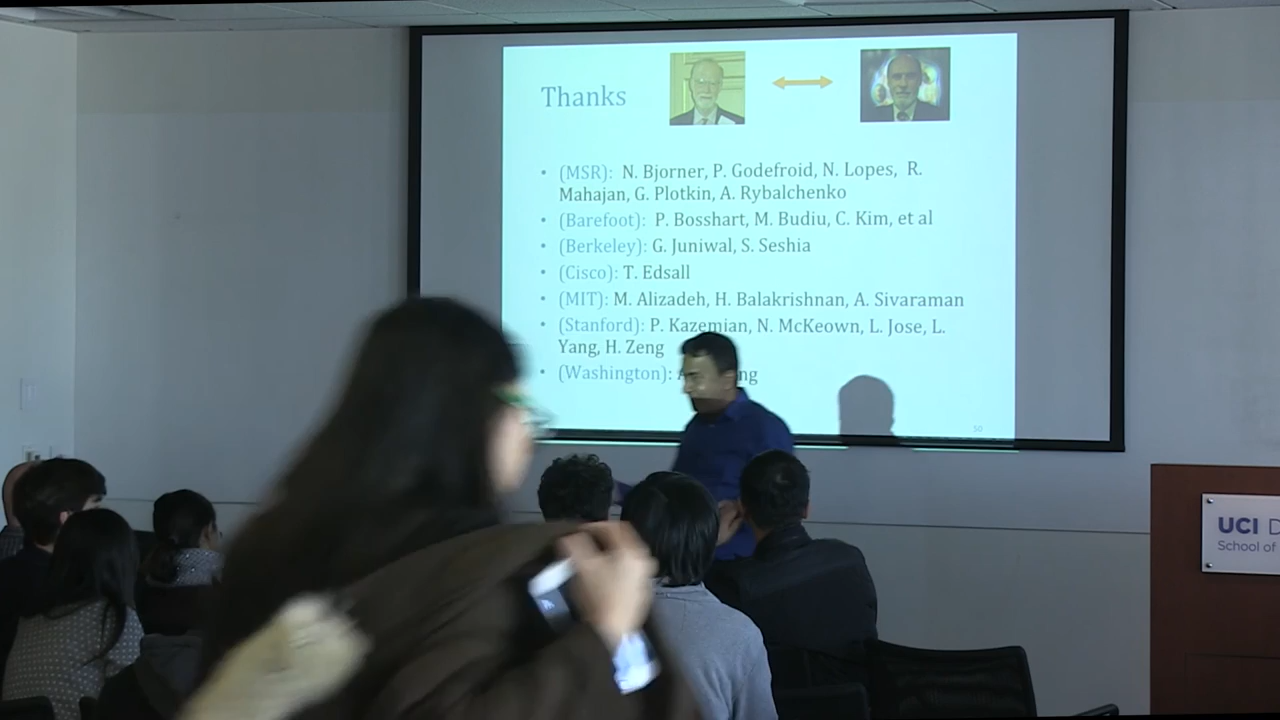 Thanks
• (MSR): N. Bjorner, P. Godefroid, N. Lopes, R.
Mahajan, G. Plotkin, A. Rybalchenko
• (Barefoot): P. Bosshart, M. Budiu, C. Kim, et al
• (Berkeley): G. Juniwal, S. Seshia
• (Cisco): T. Edsall
• (MIT): M. Alizadeh, H. Balakrishnan, A. Sivaraman
• (Stanford): P. Kazemian, N. McKeown, L. Jose, L.
Yang, H. Zeng
• (Washington):
50
UCI
School of